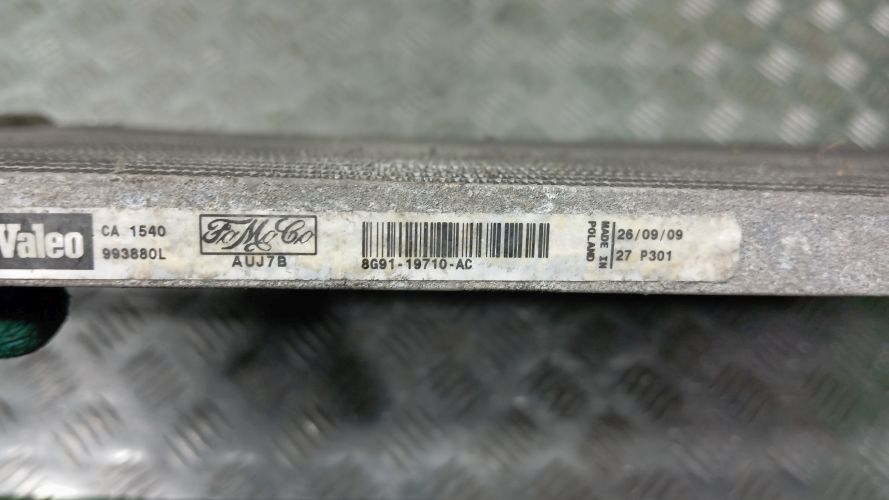 Valeo
CA 1540
993880L
FoMoCo
AUJ7B
8G91-19710-AC
MADE IN
POLAND
26/09/09
27 P301